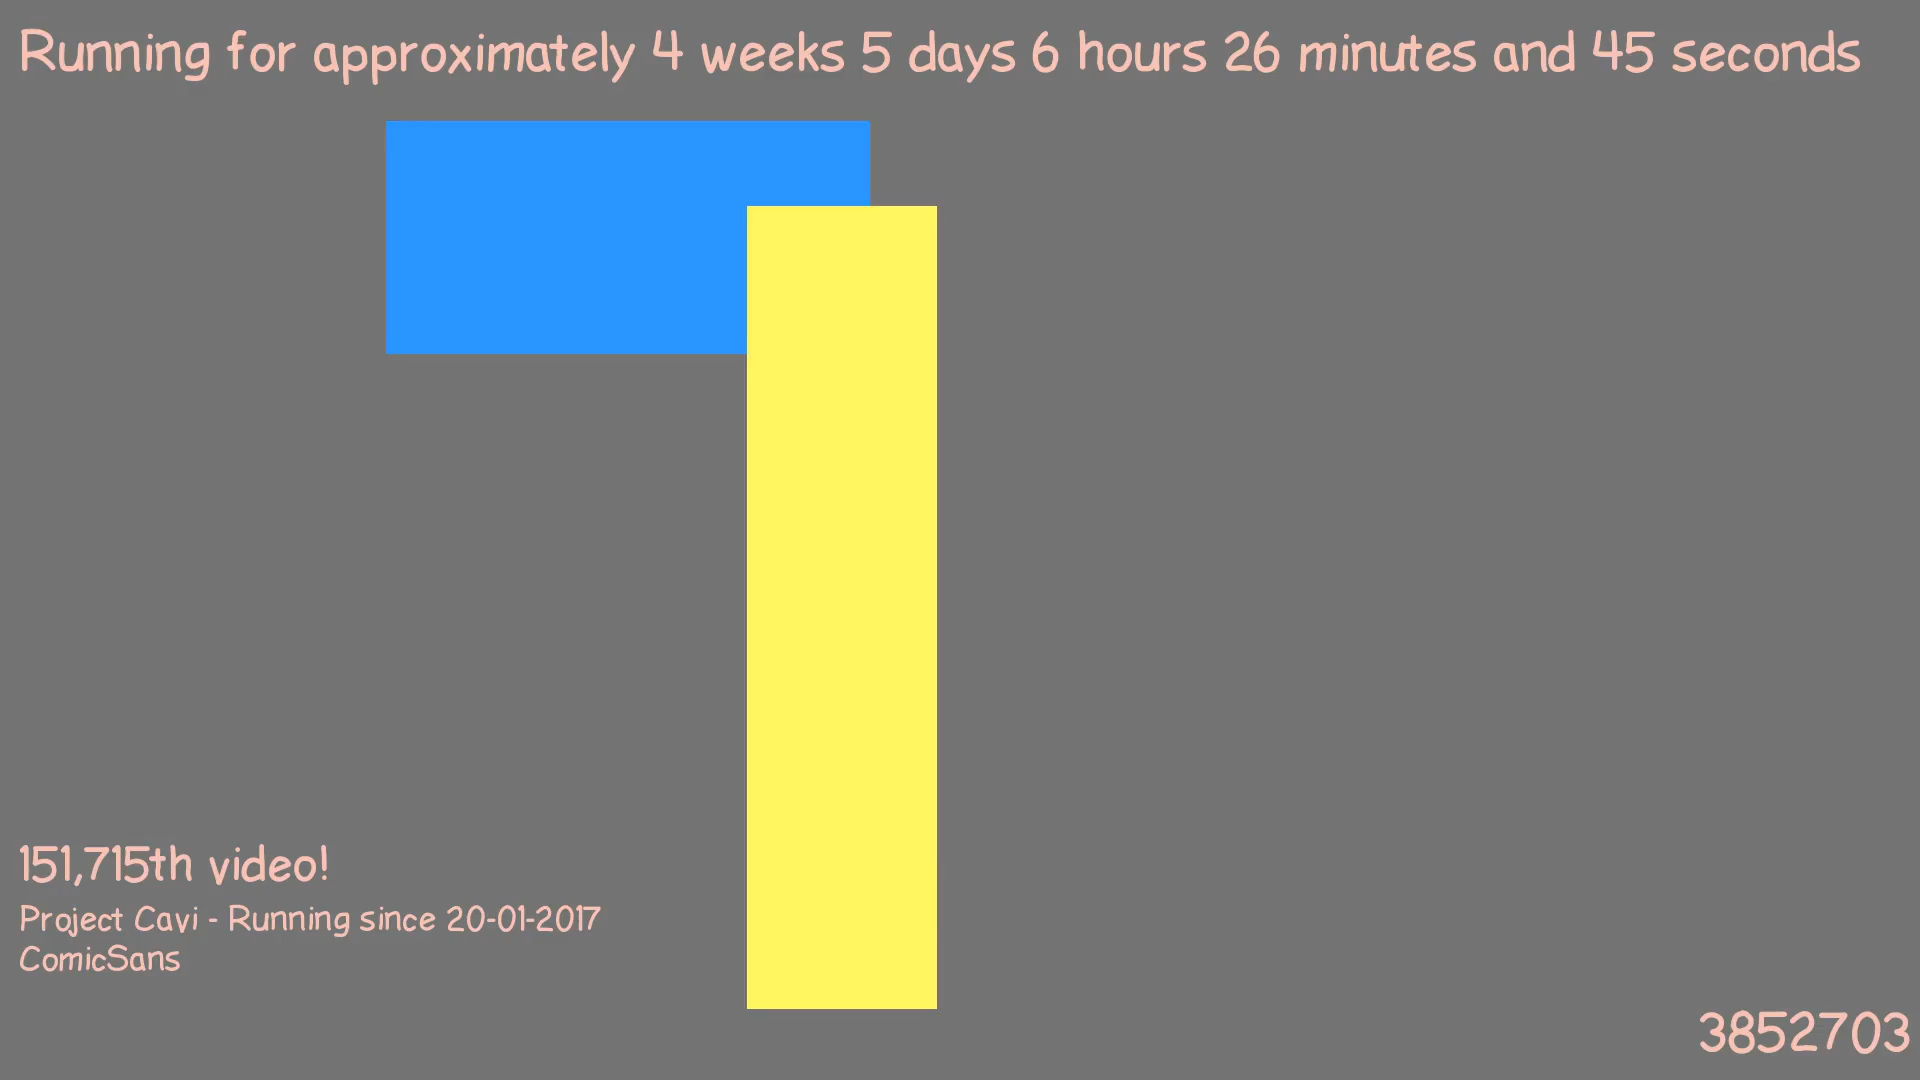 Running for approximately 4 weeks 5 days 6 hours 26 minutes and 45 seconds
151,715th video!
Project Cavi - Running since 20-01-2017
ComicSans
3852703